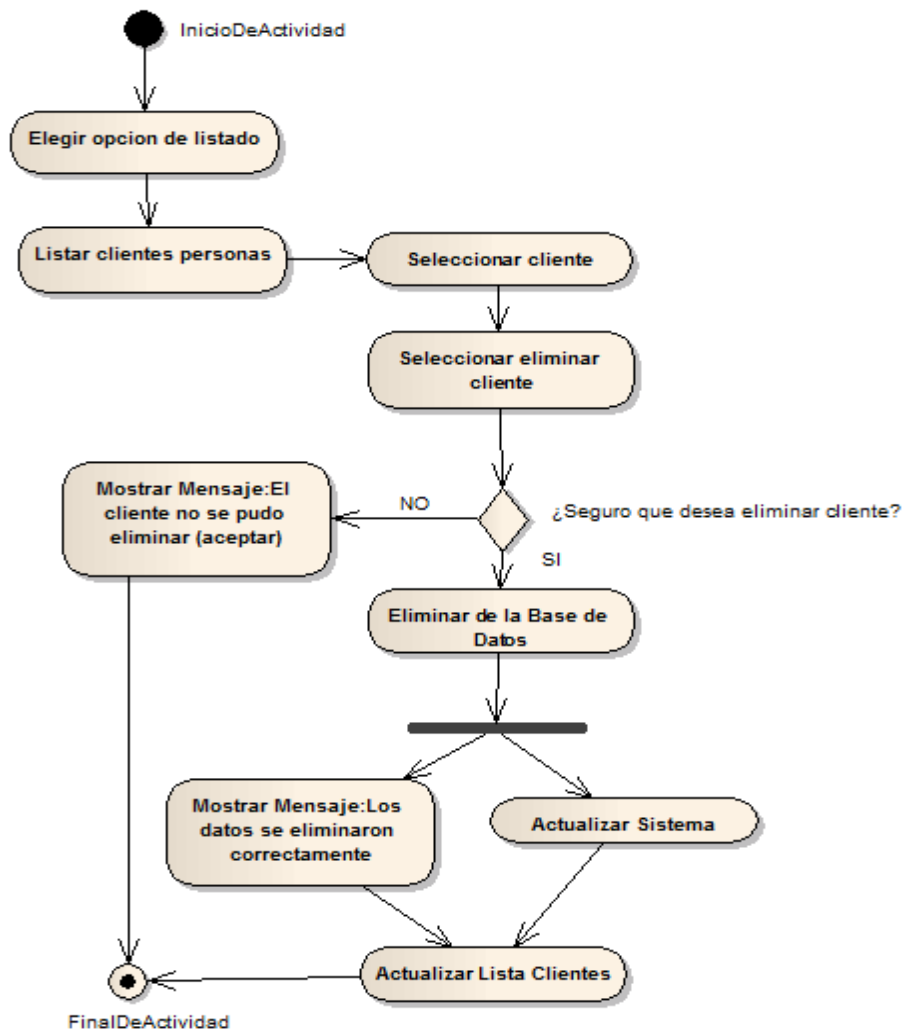 InicioDeActividad
Elegir opcion de listado
Listar clientes personas
Seleccionar cliente
Seleccionar eliminar
cliente
¿Seguro que desea eliminar cliente?
NO
Mostrar Mensaje:El
cliente no se pudo
eliminar (aceptar)
SI
Eliminar de la Base de
Datos
Mostrar Mensaje:Los
datos se eliminaron
correctamente
Actualizar Sistema
Actualizar Lista Clientes
FinalDeActividad